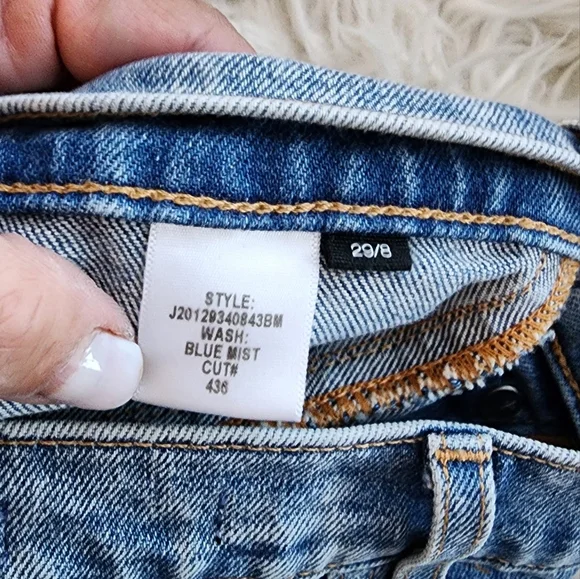 STYLE:
J20129340843BM
WASH:
BLUE MIST
CUT#
436
29/8